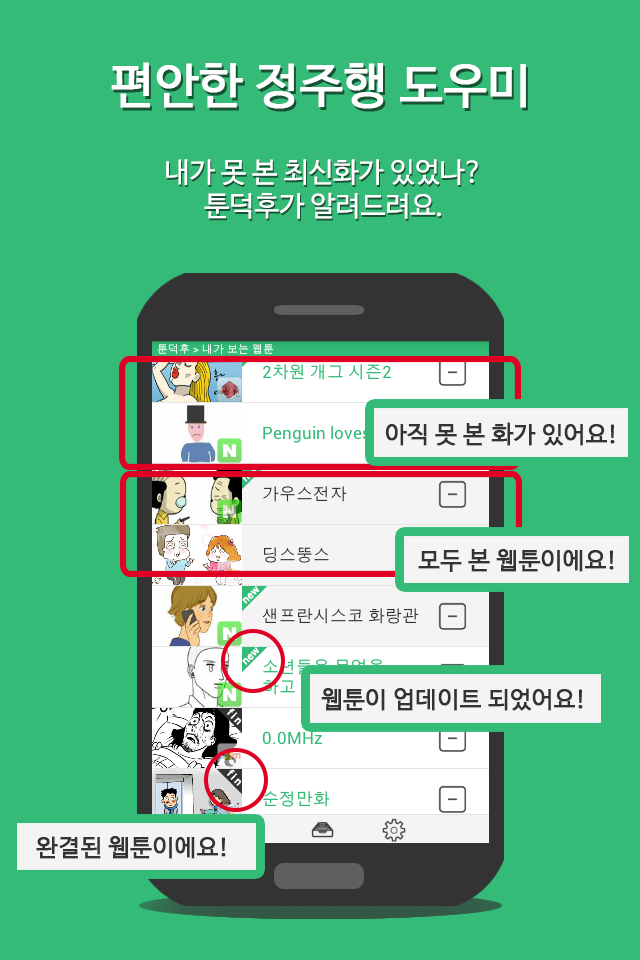 편안한 정주행 도우미
내가 못 본 최신화가 있었나?
툰덕후가 알려드려요.
툰덕후 > 내가 보는 웹툰
2차원 개그 시즌2
Penguin loves
아직 못 본 화가 있어요!
가우스전자
딩스뚱스
모두 본 웹툰이에요!
new
샌프란시스코 화랑관
N
new
소년들은 무엇을
하고
N
웹툰이 업데이트 되었어요!
fin
0.0MHz
fin
순정만화
완결된 웹툰이에요!